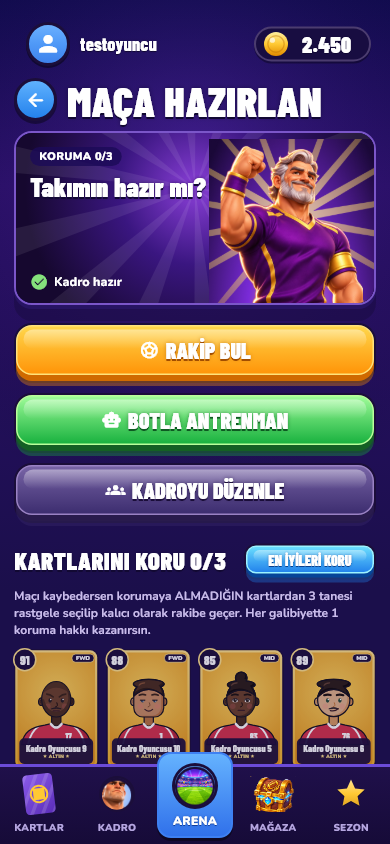 testoyuncu
2.450
MAÇA HAZIRLAN
KORUMA 0/3
Takımın hazır mı?
Kadro hazır
RAKİP BUL
BOTLA ANTRENMAN
KADROYU DÜZENLE
KARTLARINI KORU 0/3
EN İYİLERİ KORU
Maçı kaybedersen korumaya ALMADIĞIN kartlardan 3 tanesi
rastgele seçilip kalıcı olarak rakibe geçer. Her galibiyette 1
koruma hakkı kazanırsın.
91 FWD
88 FWD
85 MID
89 MID
Kadro Oyuncusu 9
Kadro Oyuncusu 10
Kadro Oyuncusu 5
Kadro Oyuncusu 6
ALTIN
ALTIN
ALTIN
KARTLAR
KADRO
ARENA
MAĞAZA
SEZON